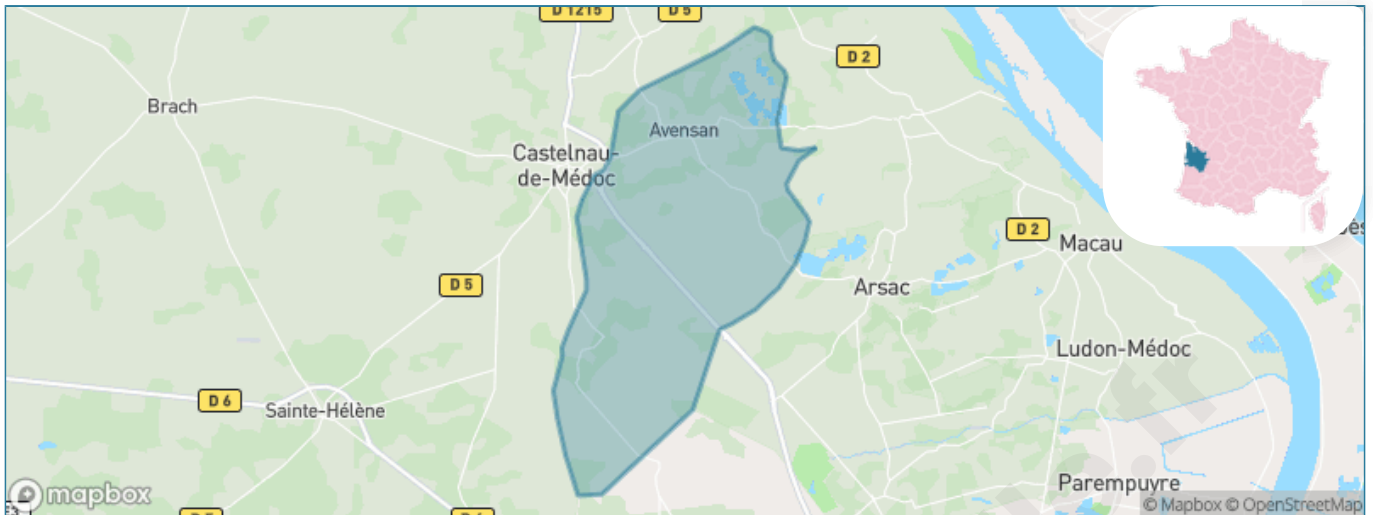 D 1215
D 5
D 2
Brach
Avensan
Castelnau-
de-Médoc
D 2
Macau
D 5
Arsac
Ludon-Médoc
D 6
Sainte-Hélène
Parempuyre
mapbox
© Mapbox © OpenStreetMap